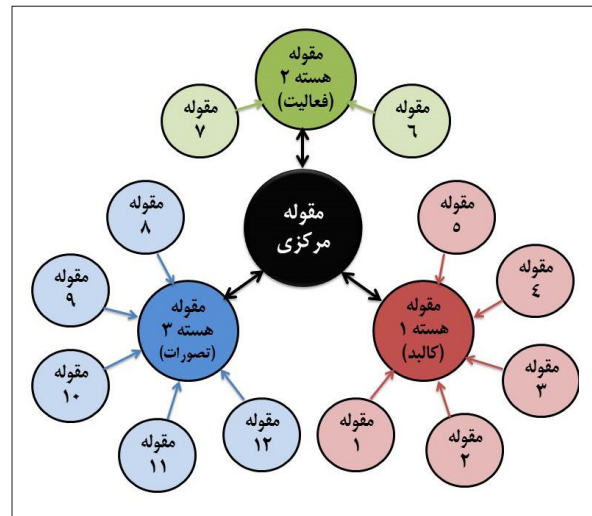 مقوله
هسته ۲
(فعالیت)
مقوله
۷
مقوله
۶
مقوله
مرکزی
مقوله
۸
مقوله
۵
مقوله
۹
مقوله
٤
مقوله
هسته ۳
(تصورات)
مقوله
هسته ۱
(کالبد)
مقوله
۱۰
مقوله
۳
مقوله
۱۱
مقوله
۱۲
مقوله
۱
مقوله
۲